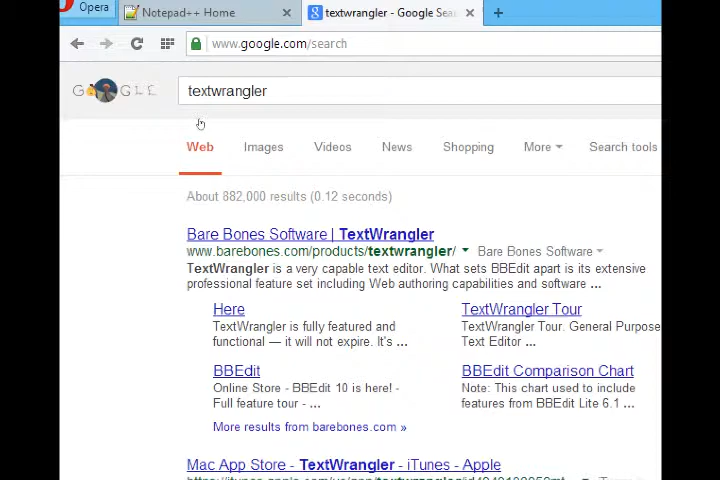 Opera
Notepad++ Home
textwrangler - Google Sear
www.google.com/search
textwrangler
Web
Images
Videos
News
Shopping
More
Search tools
About 882,000 results (0.12 seconds)
Bare Bones Software | TextWrangler
www.barebones.com/products/textwrangler/
Bare Bones Software
TextWrangler is a very capable text editor. What sets BBEdit apart is its extensive
professional feature set including Web authoring capabilities and software ...
Here
TextWrangler is fully featured and
functional — it will not expire. It's ...
TextWrangler Tour
TextWrangler Tour. General Purpose
Text Editor ...
BBEdit
Online Store - BBEdit 10 is here! -
Full feature tour - ...
BBEdit Comparison Chart
Note: This chart used to include
features from BBEdit Lite 6.1 ...
More results from barebones.com »
Mac App Store - TextWrangler - iTunes - Apple